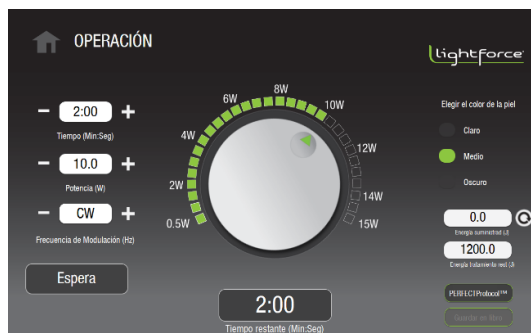 OPERACIÓN
lightforce
2:00
Tiempo (Min:Seg)
10.0
Potencia (W)
CW
Frecuencia de Modulación (Hz)
Espera
0.5W
2W
4W
6W
8W
10W
12W
14W
15W
2:00
Tiempo restante (Min:Seg)
Elegir el color de la piel
Claro
Medio
Oscuro
0.0
Energía suministrad (J)
1200.0
Energía tratamiento rest (J)
PERFECTProtocol™